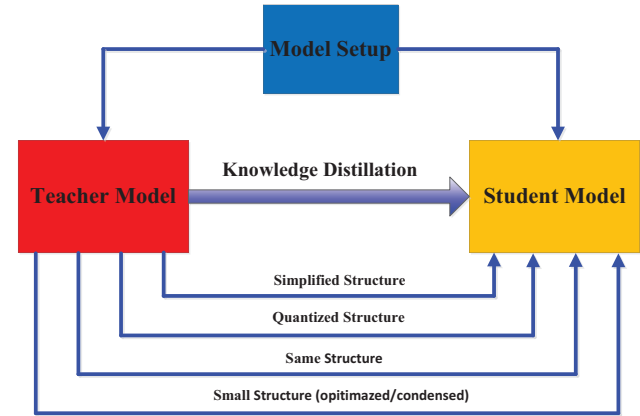 Model Setup
Knowledge Distillation
Teacher Model
Student Model
Simplified Structure
Quantized Structure
Same Structure
Small Structure (opitimazed/condensed)